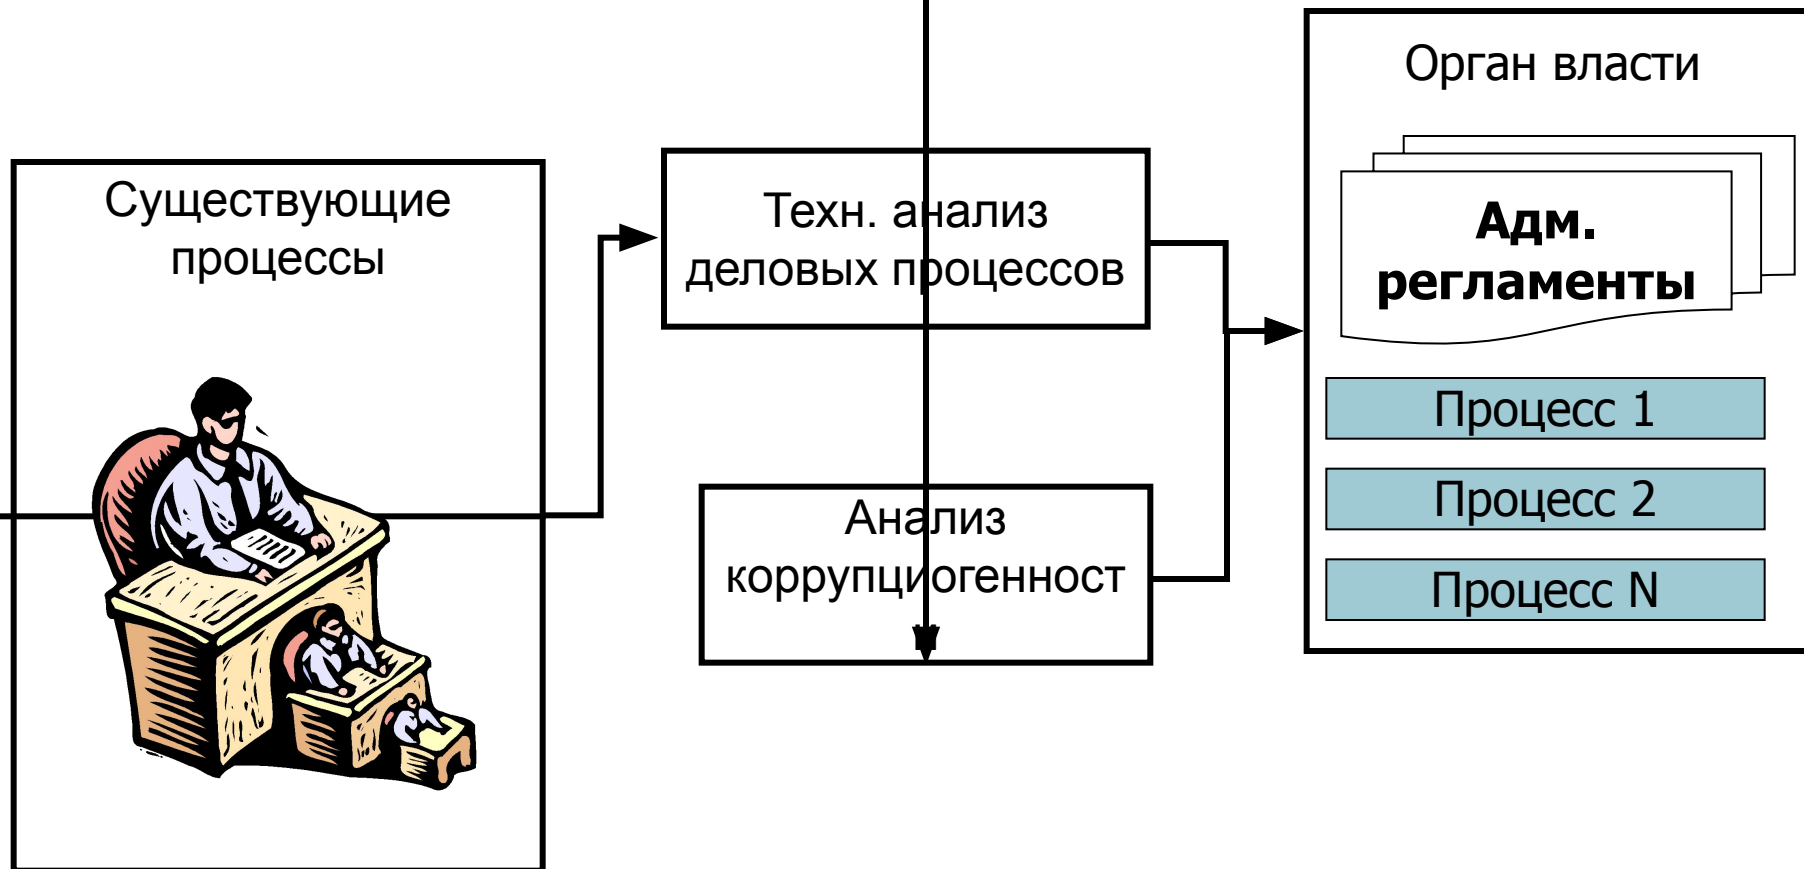 Существующие
процессы
Техн. анализ
деловых процессов
Анализ
коррупциогенност
Орган власти
Адм.
регламенты
Процесс 1
Процесс 2
Процесс N